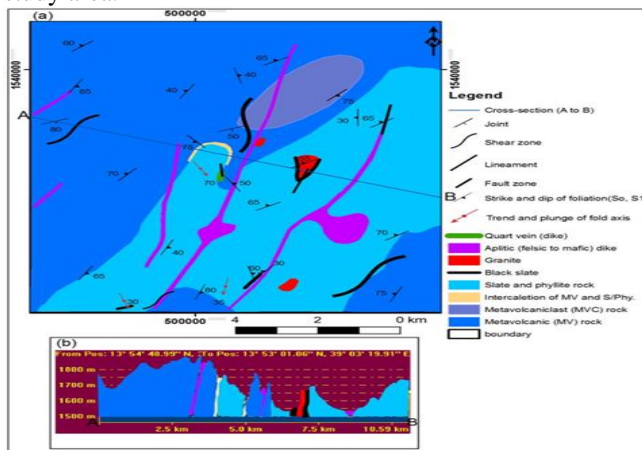 study area.
(a)
500000
1540000
1540000
A
B
60
65
40
40
65
75
80
50
75
30
65
70
50
70
65
40
65
60
30
30
30
75
500000
4 2 0 km
Legend
Cross-section (A to B)
Joint
Shear zone
Lineament
Fault zone
Strike and dip of foliation(So, S1
Trend and plunge of fold axis
Quart vein (dike)
Aplitic (felsic to mafic) dike
Granite
Black slate
Slate and phyllite rock
Intercaletion of MV and S/Phy.
Metavolcaniclast (MVC) rock
Metavolcanic (MV) rock
boundary
(b)
From Pos: 13° 54' 48.99" N, To Pos: 13° 53' 01.06" N, 39° 03' 19.91" E
1800 m
1700 m
1600 m
1500 m
A
B
2.5 km 5.0 km 7.5 km 10.59 km